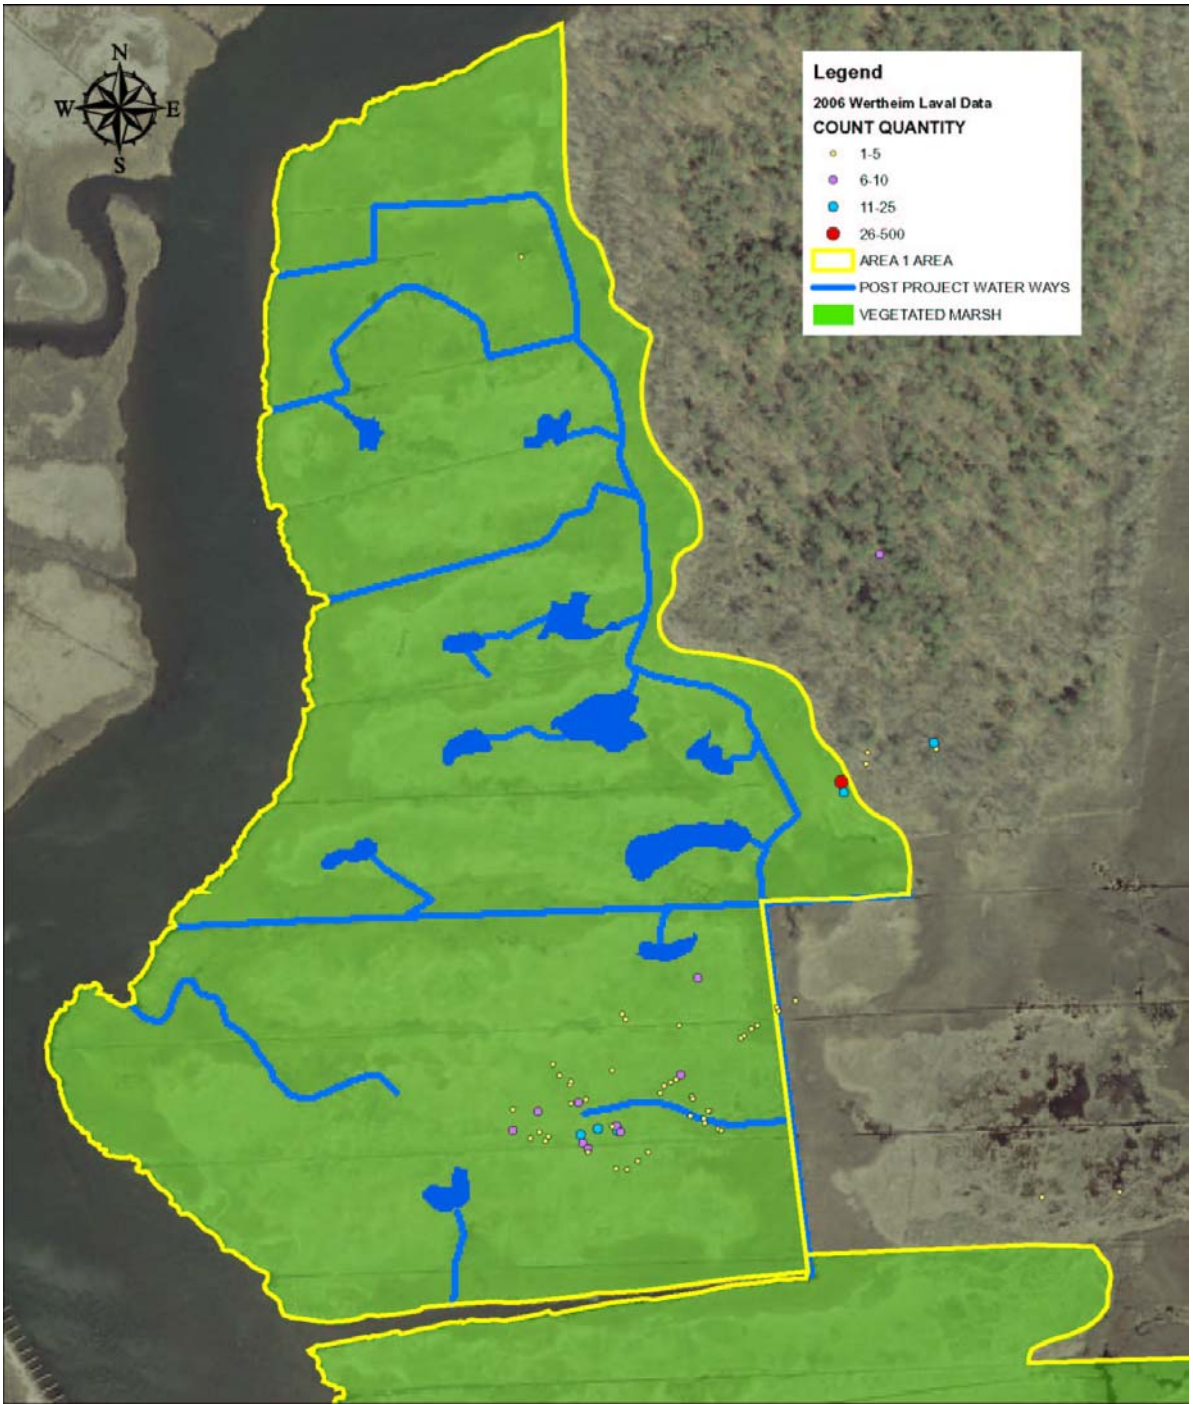 N
W E
S
Legend
2006 Wertheim Laval Data
COUNT QUANTITY
1-5
6-10
11-25
26-500
AREA 1 AREA
POST PROJECT WATER WAYS
VEGETATED MARSH